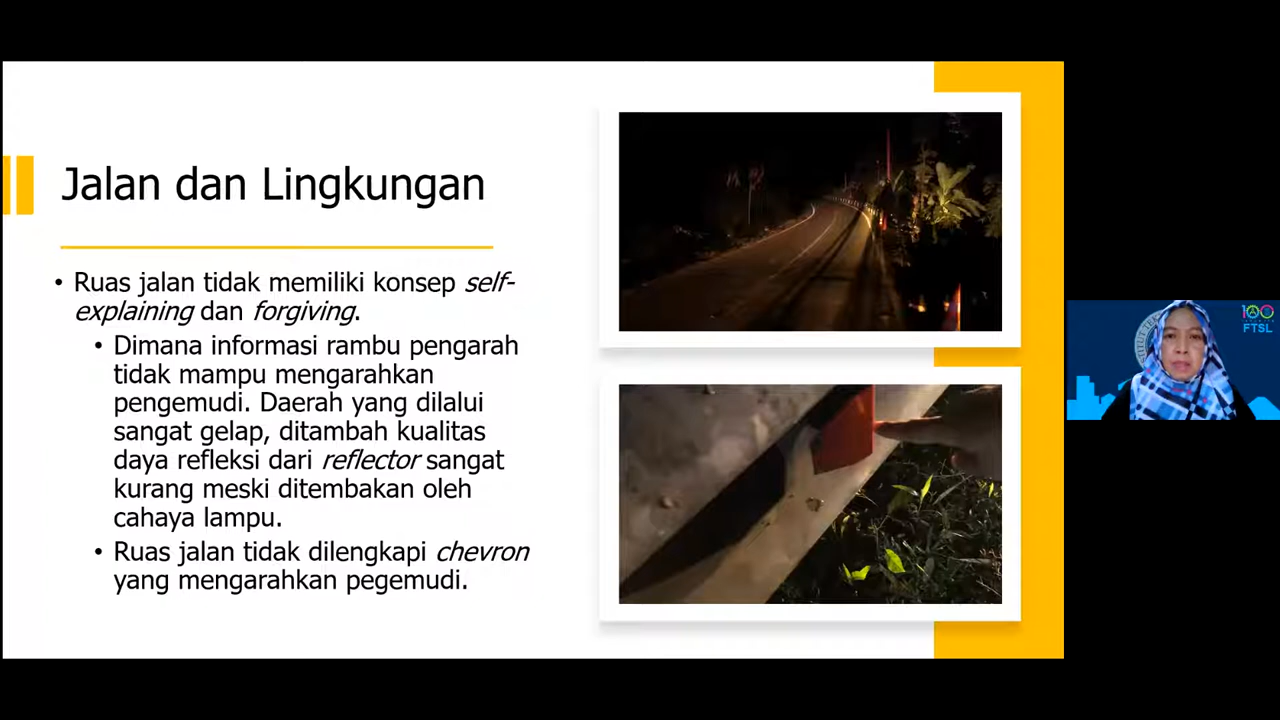 Jalan dan Lingkungan
• Ruas jalan tidak memiliki konsep self-
explaining dan forgiving.
• Dimana informasi rambu pengarah
tidak mampu mengarahkan
pengemudi. Daerah yang dilalui
sangat gelap, ditambah kualitas
daya refleksi dari reflector sangat
kurang meski ditembakan oleh
cahaya lampu.
• Ruas jalan tidak dilengkapi chevron
yang mengarahkan pegemudi.
100
FTSL